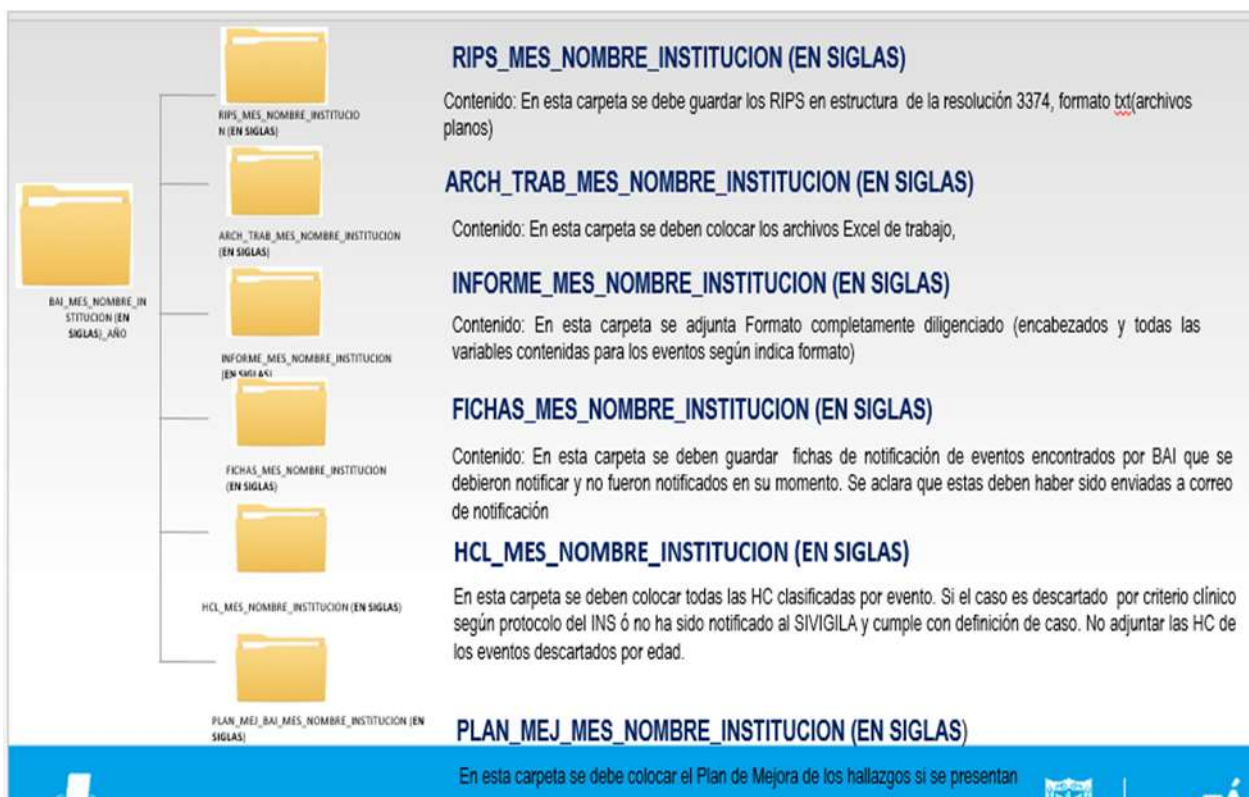 RIPS_MES_NOMBRE_INSTITUCION (EN SIGLAS)
Contenido: En esta carpeta se debe guardar los RIPS en estructura de la resolución 3374, formato txt(archivos
planos)
RIPS_MES_NOMBRE_INSTITUCIO
N (EN SIGLAS)
ARCH_TRAB_MES_NOMBRE_INSTITUCION (EN SIGLAS)
Contenido: En esta carpeta se deben colocar los archivos Excel de trabajo,
ARCH_TRAB_MES_NOMBRE_INSTITUCION
(EN SIGLAS)
BAI_MES_NOMBRE_IN
STITUCION (EN
SIGLAS)_AÑO
INFORME_MES_NOMBRE_INSTITUCION (EN SIGLAS)
Contenido: En esta carpeta se adjunta Formato completamente diligenciado (encabezados y todas las
variables contenidas para los eventos según indica formato)
INFORME_MES_NOMBRE_INSTITUCION
(EN SIGLAS)
FICHAS_MES_NOMBRE_INSTITUCION (EN SIGLAS)
Contenido: En esta carpeta se deben guardar fichas de notificación de eventos encontrados por BAI que se
debieron notificar y no fueron notificados en su momento. Se aclara que estas deben haber sido enviadas a correo
de notificación
FICHAS_MES_NOMBRE_INSTITUCION
(EN SIGLAS)
HCL_MES_NOMBRE_INSTITUCION (EN SIGLAS)
En esta carpeta se deben colocar todas las HC clasificadas por evento. Si el caso es descartado por criterio clínico
según protocolo del INS ó no ha sido notificado al SIVIGILA y cumple con definición de caso. No adjuntar las HC de
los eventos descartados por edad.
HCL_MES_NOMBRE_INSTITUCION (EN SIGLAS)
PLAN_MEJ_BAI_MES_NOMBRE_INSTITUCION (EN
SIGLAS)
PLAN_MEJ_MES_NOMBRE_INSTITUCION (EN SIGLAS)
En esta carpeta se debe colocar el Plan de Mejora de los hallazgos si se presentan